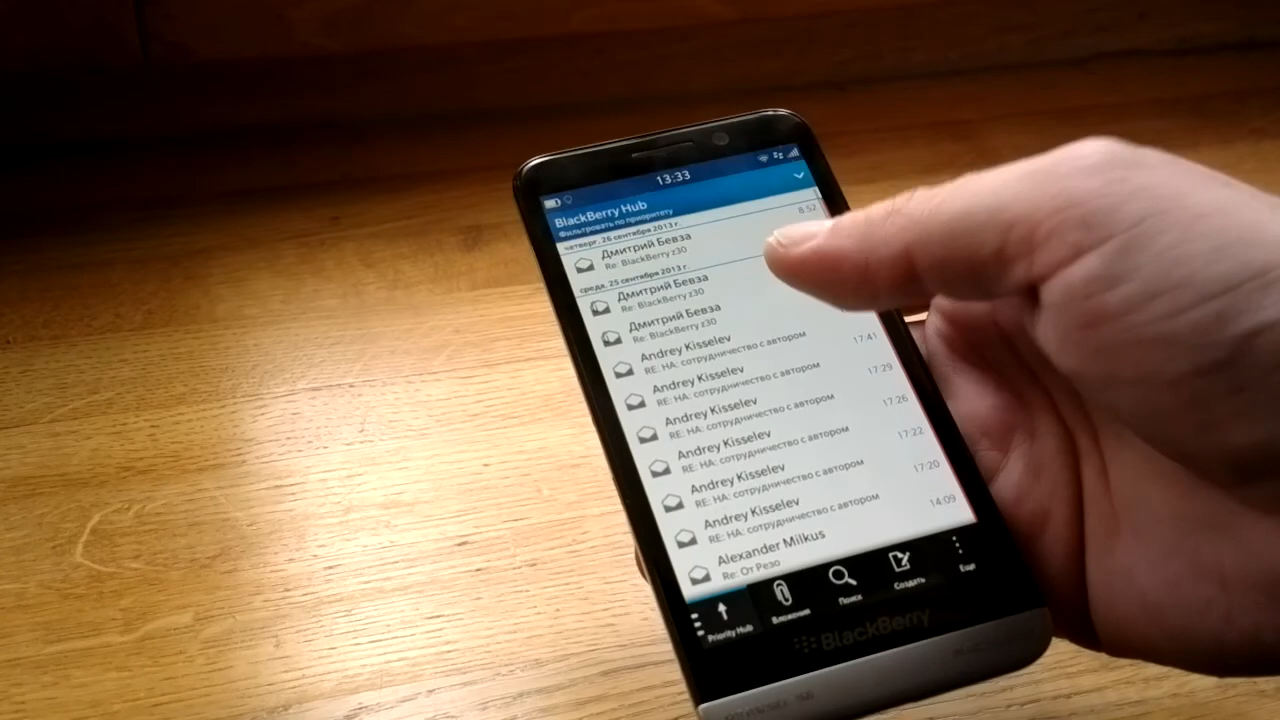 13:33
BlackBerry Hub
Фильтровать по приоритету
8:52
четверг, 26 сентября 2013 г.
Дмитрий Бевза
Re: BlackBerry z30
среда, 25 сентября 2013 г.
Дмитрий Бевза
Re: BlackBerry z30
Дмитрий Бевза
Re: BlackBerry z30
Andrey Kisselev
RE: НА: сотрудничество с автором
17:41
Andrey Kisselev
RE: НА: сотрудничество с автором
17:29
Andrey Kisselev
RE: НА: сотрудничество с автором
17:26
Andrey Kisselev
RE: НА: сотрудничество с автором
17:22
Andrey Kisselev
RE: НА: сотрудничество с автором
17:20
Andrey Kisselev
RE: НА: сотрудничество с автором
14:09
Alexander Milkus
Re: От Резо
Priority Hub
Вложения
Поиск
Создать
Еще
BlackBerry